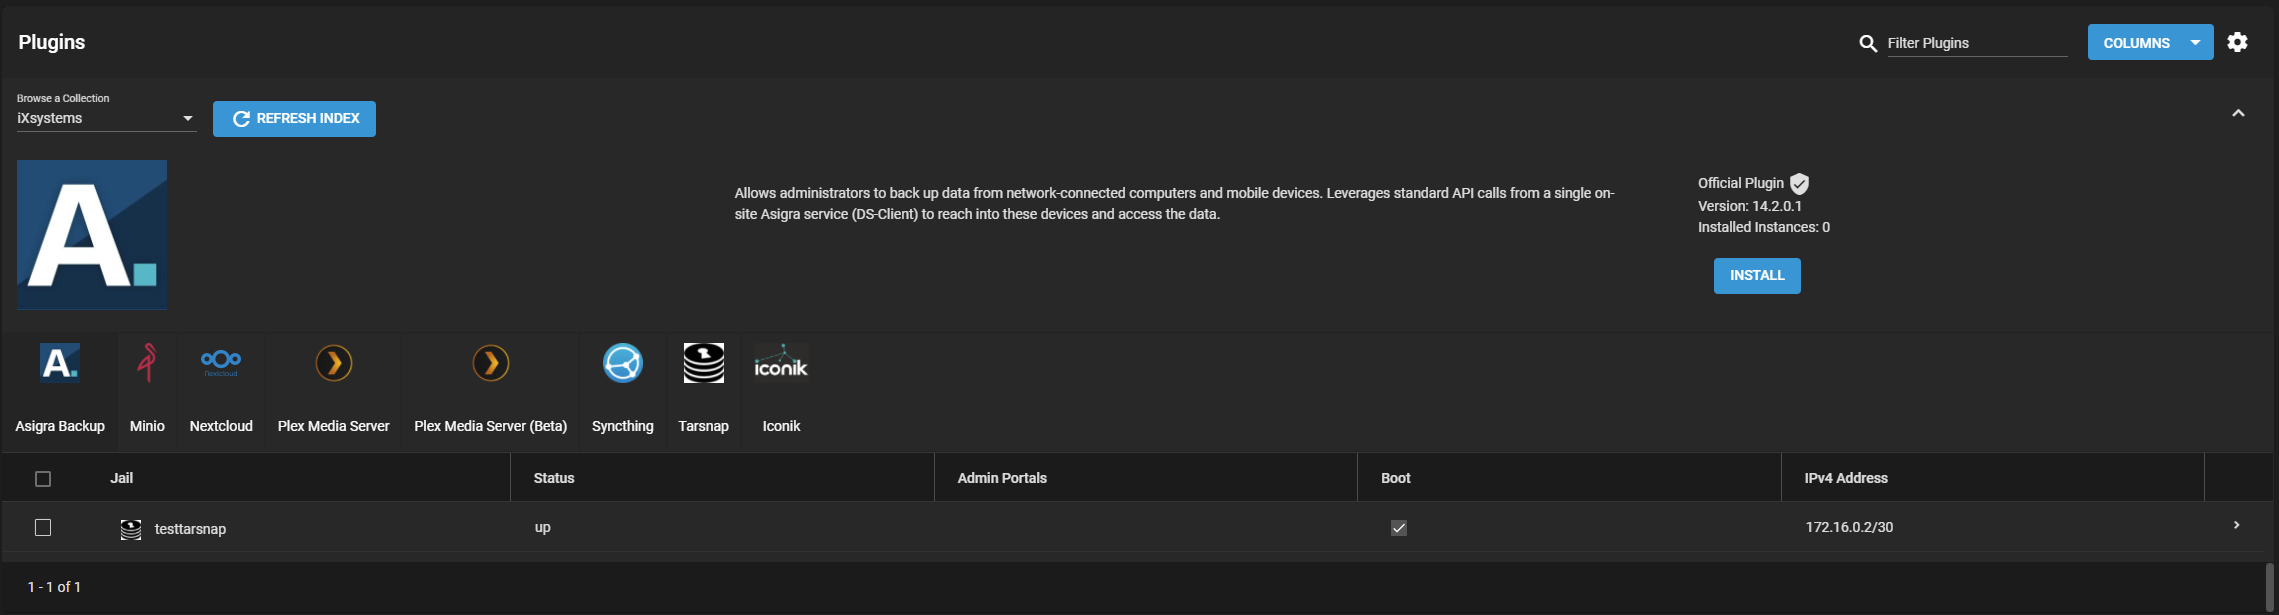 Plugins
Filter Plugins
COLUMNS
Browse a Collection
iXsystems
REFRESH INDEX
A.
Allows administrators to back up data from network-connected computers and mobile devices. Leverages standard API calls from a single on-
site Asigra service (DS-Client) to reach into these devices and access the data.
Official Plugin
Version: 14.2.0.1
Installed Instances: 0
INSTALL
A.
Nextcloud
iconik
Asigra Backup
Minio
Nextcloud
Plex Media Server
Plex Media Server (Beta)
Syncthing
Tarsnap
Iconik
Jail
Status
Admin Portals
Boot
IPv4 Address
testtarsnap
up
172.16.0.2/30
1 - 1 of 1